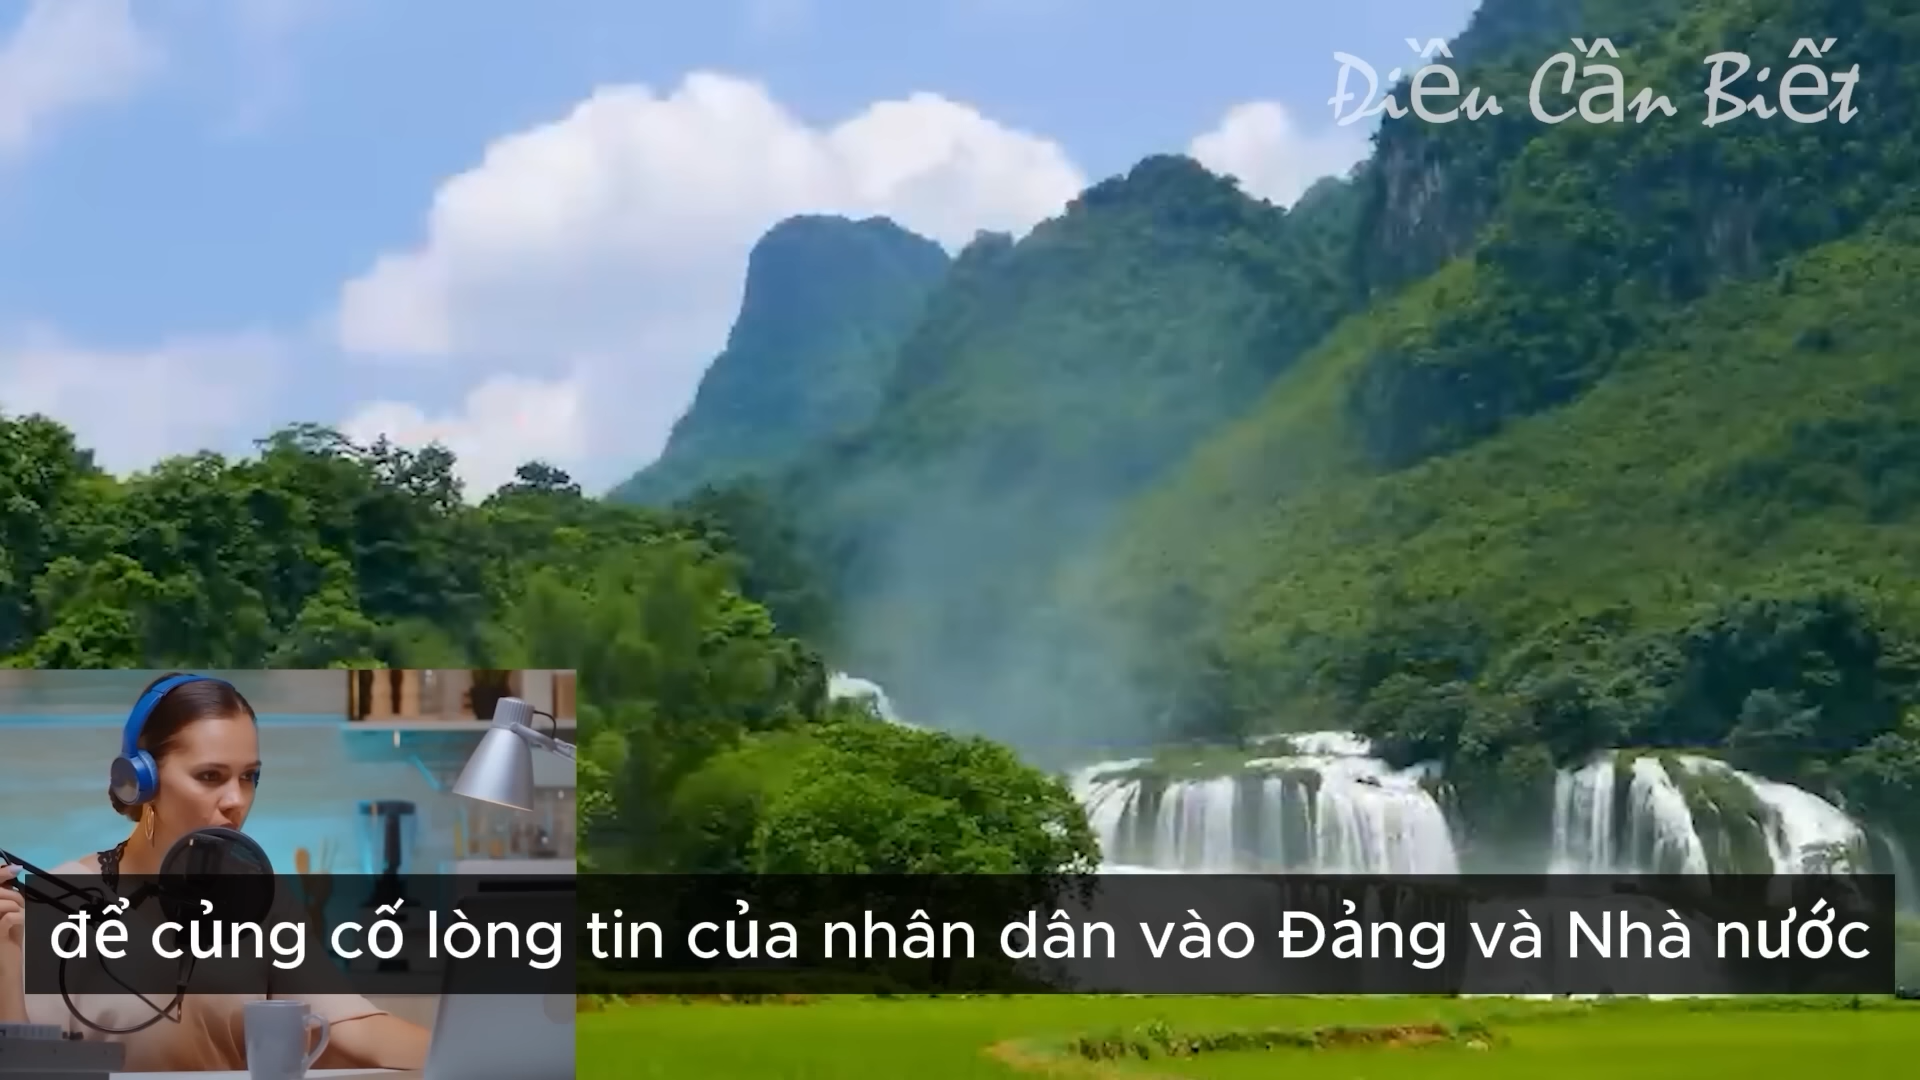 Điều Cần Biết
để củng cố lòng tin của nhân dân vào Đảng và Nhà nước